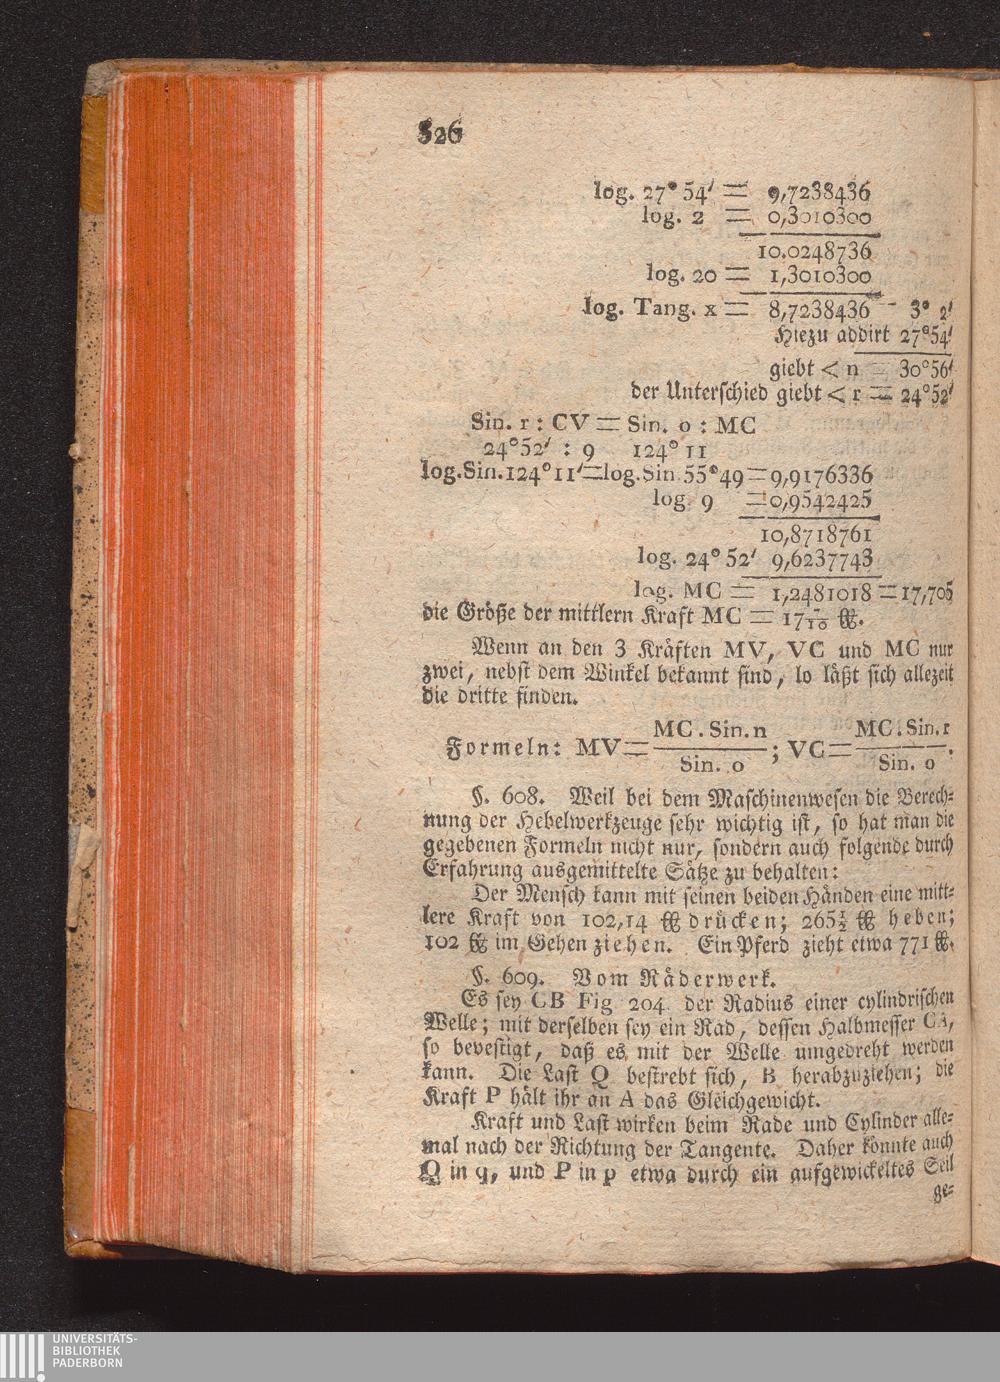 526
log. 27° 54′ = 9,7238436
log. 2 = 0,3010300
10.0248736
log. 20 = 1,3010300
log. Tang. x = 8,7238436 - 3° 2′
Hiezu addirt 27°54′
giebt < n = 30°56′
der Unterschied giebt < r = 24°52′
Sin. r : CV = Sin. o : MC
24°52′ : 9 124° 11
log. Sin. 124° 11′ = log. Sin 55°49 = 9,9176336
log. 9 = 0,9542425
10,8718761
log. 24° 52′ 9,6237743
log. MC = 1,2481018 = 17,705
die Größe der mittlern Kraft MC = 17 7/10 ℔.
Wenn an den 3 Kräften MV, VC und MC nur
zwei, nebst dem Winkel bekannt sind, lo läßt sich allezeit
die dritte finden.
Formeln: MV = MC . Sin. n / Sin. o ; VC = MC . Sin. r / Sin. o .
§. 608. Weil bei dem Maschinenwesen die Berech-
nung der Hebelwerkzeuge sehr wichtig ist, so hat man die
gegebenen Formeln nicht nur, sondern auch folgende durch
Erfahrung ausgemittelte Sätze zu behalten:
Der Mensch kann mit seinen beiden Händen eine mitt-
lere Kraft von 102,14 ℔ drücken; 265½ ℔ heben;
102 ℔ im Gehen ziehen. Ein Pferd zieht etwa 771 ℔.
§. 609. Vom Räderwerk.
Es sey CB Fig 204 der Radius einer cylindrischen
Welle; mit derselben sey ein Rad, dessen Halbmesser CA,
so bevestigt, daß es mit der Welle umgedreht werden
kann. Die Last Q bestrebt sich, B herabzuziehen; die
Kraft P hält ihr an A das Gleichgewicht.
Kraft und Last wirken beim Rade und Cylinder alle-
mal nach der Richtung der Tangente. Daher könnte auch
Q in q, und P in p etwa durch ein aufgewickeltes Seil
ge-
UNIVERSITÄTS-
BIBLIOTHEK
PADERBORN